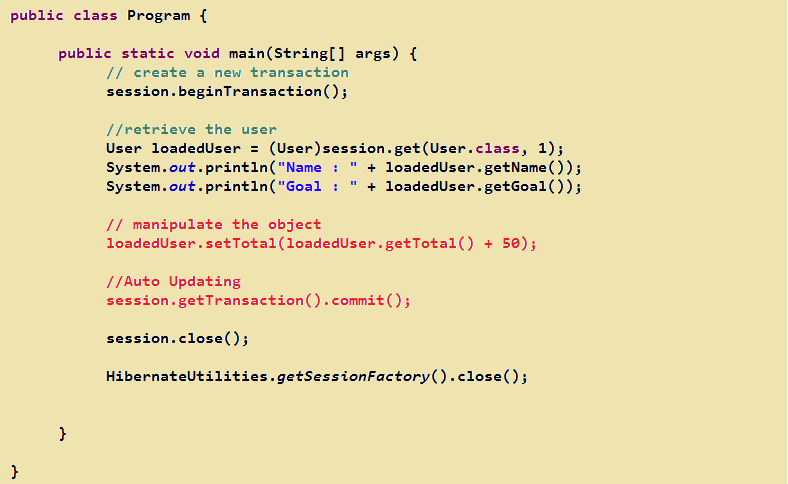 public class Program {
public static void main(String[] args) {
// create a new transaction
session.beginTransaction();
//retrieve the user
User loadedUser = (User)session.get(User.class, 1);
System.out.println("Name : " + loadedUser.getName());
System.out.println("Goal : " + loadedUser.getGoal());
// manipulate the object
loadedUser.setTotal(loadedUser.getTotal() + 50);
//Auto Updating
session.getTransaction().commit();
session.close();
HibernateUtilities.getSessionFactory().close();
}
}